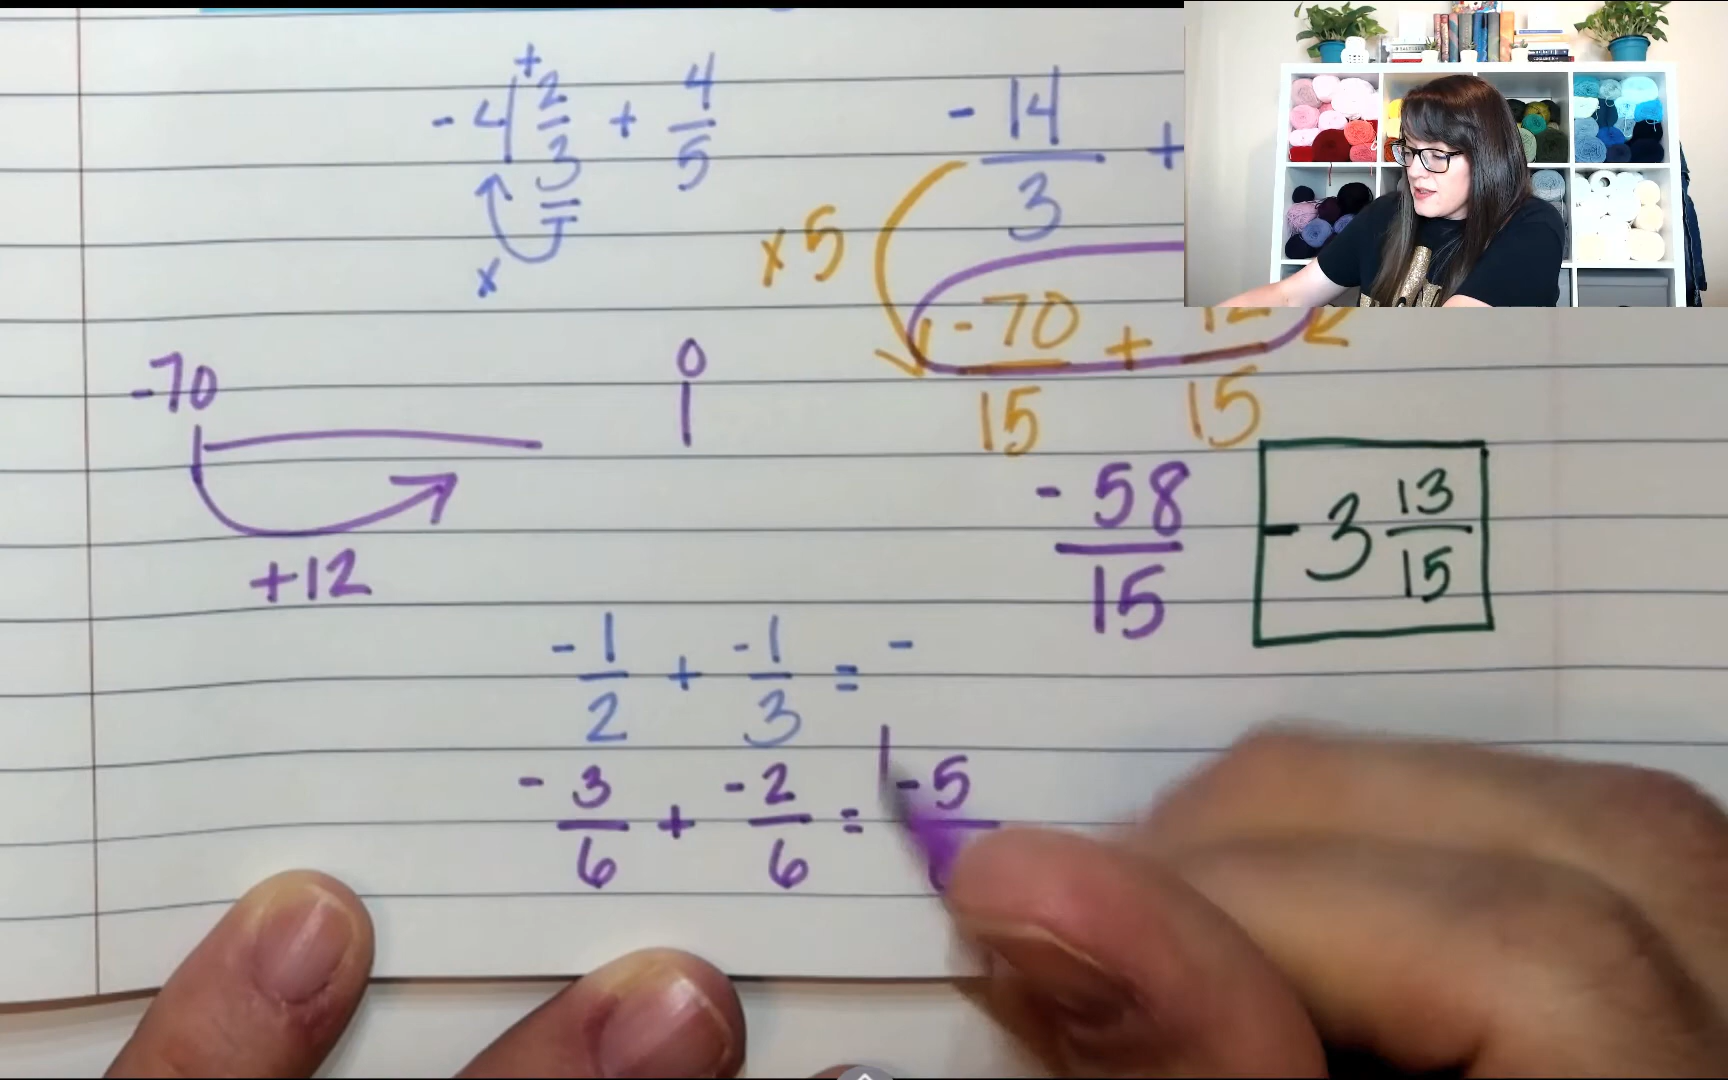 -4 2/3 + 4/5
+
×
- 14/3 +
×5
-70/15 + 12/15
-70
0
+12
-58/15
-3 13/15
-1/2 + -1/3 = -
-3/6 + -2/6 = -5